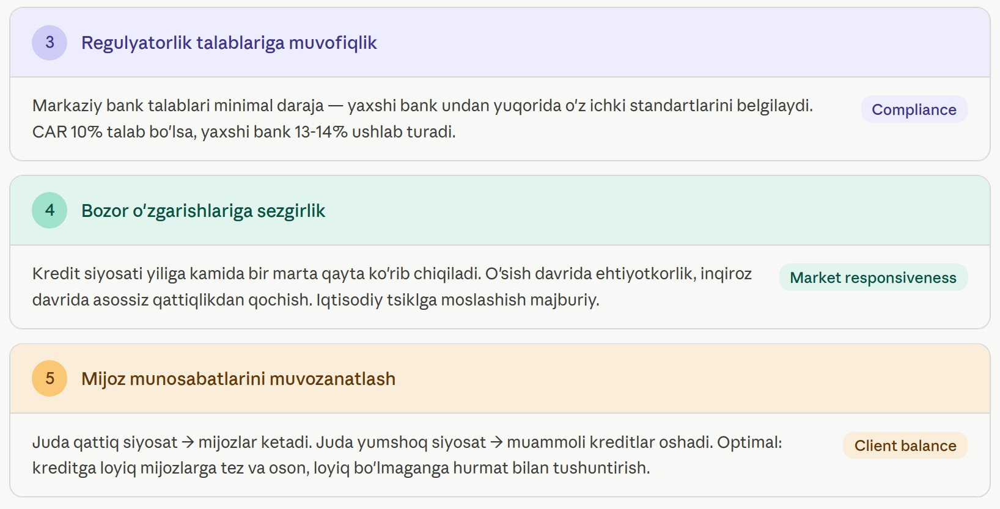 3
Regulyatorlik talablariga muvofiqlik
Markaziy bank talablari minimal daraja — yaxshi bank undan yuqorida o'z ichki standartlarini belgilaydi.
CAR 10% talab bo'lsa, yaxshi bank 13-14% ushlab turadi.
Compliance
4
Bozor o'zgarishlariga sezgirlik
Kredit siyosati yiliga kamida bir marta qayta ko'rib chiqiladi. O'sish davrida ehtiyotkorlik, inqiroz
davrida asossiz qattiqlikdan qochish. Iqtisodiy tsiklga moslashish majburiy.
Market responsiveness
5
Mijoz munosabatlarini muvozanatlash
Juda qattiq siyosat → mijozlar ketadi. Juda yumshoq siyosat → muammoli kreditlar oshadi. Optimal:
kreditga loyiq mijozlarga tez va oson, loyiq bo'lmaganga hurmat bilan tushuntirish.
Client balance